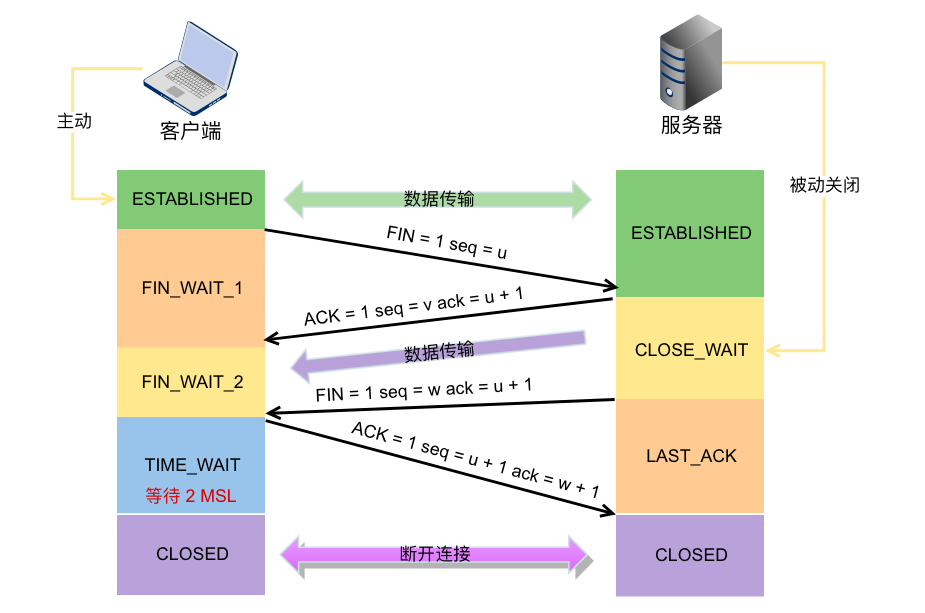 主动
客户端
服务器
被动关闭
ESTABLISHED
数据传输
ESTABLISHED
FIN = 1 seq = u
FIN_WAIT_1
ACK = 1 seq = v ack = u + 1
数据传输
CLOSE_WAIT
FIN_WAIT_2
FIN = 1 seq = w ack = u + 1
ACK = 1 seq = u + 1 ack = w + 1
TIME_WAIT
等待 2 MSL
LAST_ACK
CLOSED
断开连接
CLOSED